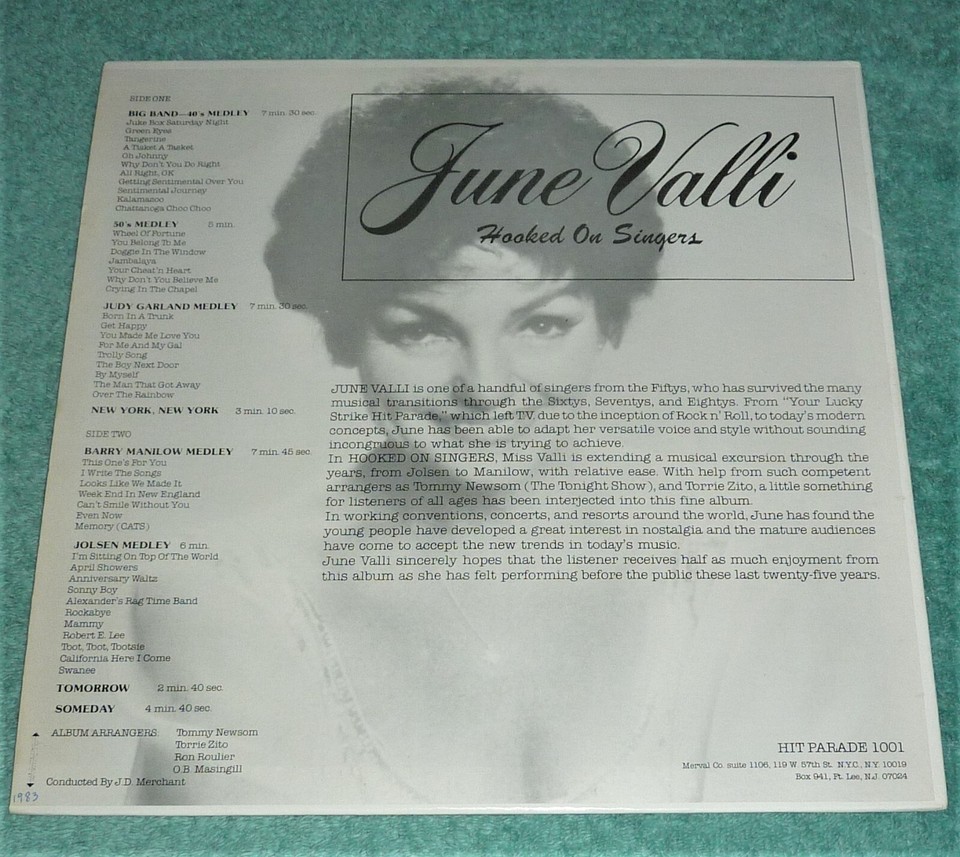 SIDE ONE
BIG BAND—40's MEDLEY 7 min. 30 sec.
Juke Box Saturday Night
Green Eyes
Tangerine
A Tisket A Tasket
Oh Johnny
Why Don't You Do Right
All Right, OK
Getting Sentimental Over You
Sentimental Journey
Kalamazoo
Chattanoga Choo Choo
50's MEDLEY 5 min.
Wheel Of Fortune
You Belong To Me
Doggie In The Window
Jambalaya
Your Cheat'n Heart
Why Don't You Believe Me
Crying In The Chapel
JUDY GARLAND MEDLEY 7 min. 30 sec.
Born In A Trunk
Get Happy
You Made Me Love You
For Me And My Gal
Trolly Song
The Boy Next Door
By Myself
The Man That Got Away
Over The Rainbow
NEW YORK, NEW YORK 3 min. 10 sec.
SIDE TWO
BARRY MANILOW MEDLEY 7 min. 45 sec.
This One's For You
I Write The Songs
Looks Like We Made It
Week End In New England
Can't Smile Without You
Even Now
Memory (CATS)
JOLSEN MEDLEY 6 min.
I'm Sitting On Top Of The World
April Showers
Anniversary Waltz
Sonny Boy
Alexander's Rag Time Band
Rockabye
Mammy
Robert E. Lee
Toot, Toot, Tootsie
California Here I Come
Swanee
TOMORROW 2 min. 40 sec.
SOMEDAY 4 min. 40 sec.
ALBUM ARRANGERS: Tommy Newsom
Torrie Zito
Ron Roulier
O.B. Masingill
Conducted By J.D. Merchant
1983
June Valli
Hooked On Singers
JUNE VALLI is one of a handful of singers from the Fiftys, who has survived the many
musical transitions through the Sixtys, Seventys, and Eightys. From "Your Lucky
Strike Hit Parade," which left TV due to the inception of Rock n' Roll, to today's modern
concepts, June has been able to adapt her versatile voice and style without sounding
incongruous to what she is trying to achieve.
In HOOKED ON SINGERS, Miss Valli is extending a musical excursion through the
years, from Jolsen to Manilow, with relative ease. With help from such competent
arrangers as Tommy Newsom (The Tonight Show), and Torrie Zito, a little something
for listeners of all ages has been interjected into this fine album.
In working conventions, concerts, and resorts around the world, June has found the
young people have developed a great interest in nostalgia and the mature audiences
have come to accept the new trends in today's music.
June Valli sincerely hopes that the listener receives half as much enjoyment from
this album as she has felt performing before the public these last twenty-five years.
HIT PARADE 1001
Merval Co. suite 1106, 119 W. 57th St. N.Y.C., N.Y. 10019
Box 941, Ft. Lee, N.J. 07024